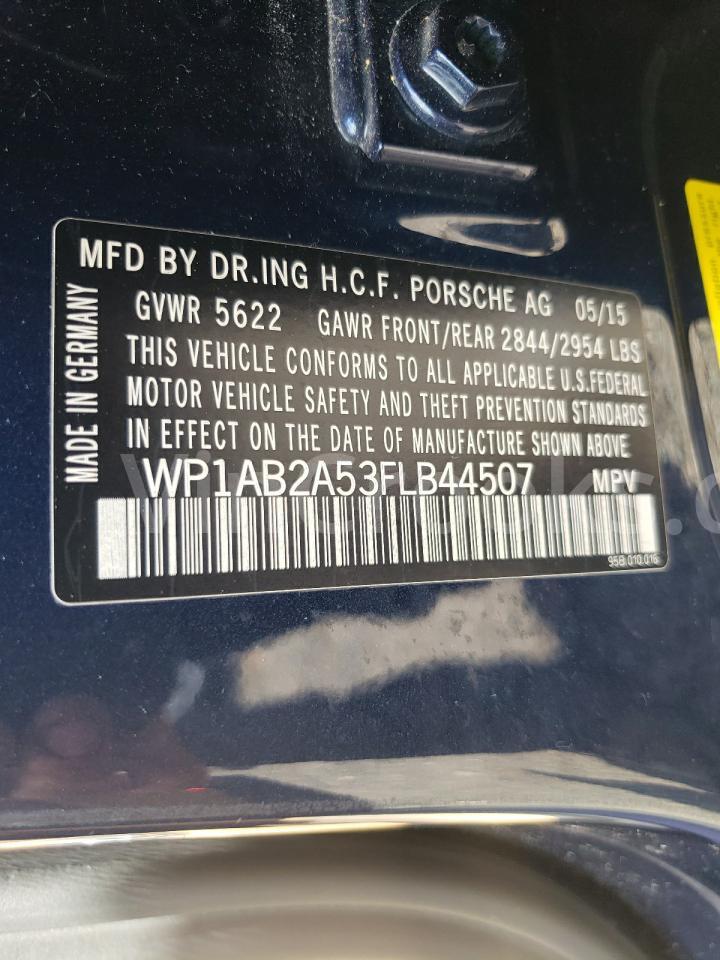 MFD BY DR.ING H.C.F. PORSCHE AG 05/15
GVWR 5622 GAWR FRONT/REAR 2844/2954 LBS
THIS VEHICLE CONFORMS TO ALL APPLICABLE U.S.FEDERAL
MOTOR VEHICLE SAFETY AND THEFT PREVENTION STANDARDS
IN EFFECT ON THE DATE OF MANUFACTURE SHOWN ABOVE
WP1AB2A53FLB44507 MPV
95B.010.016
MADE IN GERMANY